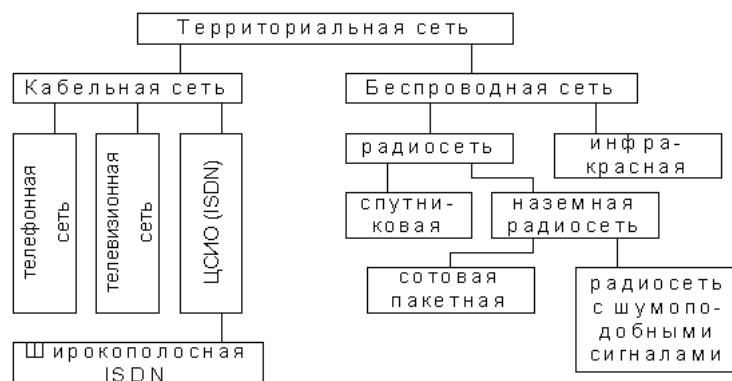 Территориальная сеть
Кабельная сеть
Беспроводная сеть
телефонная
сеть
телевизионная
сеть
ЦСИО (ISDN)
радиосеть
инфра-
красная
спутни-
ковая
наземная
радиосеть
сотовая
пакетная
радиосеть
с шумопо-
добными
сигналами
Широкополосная
ISDN